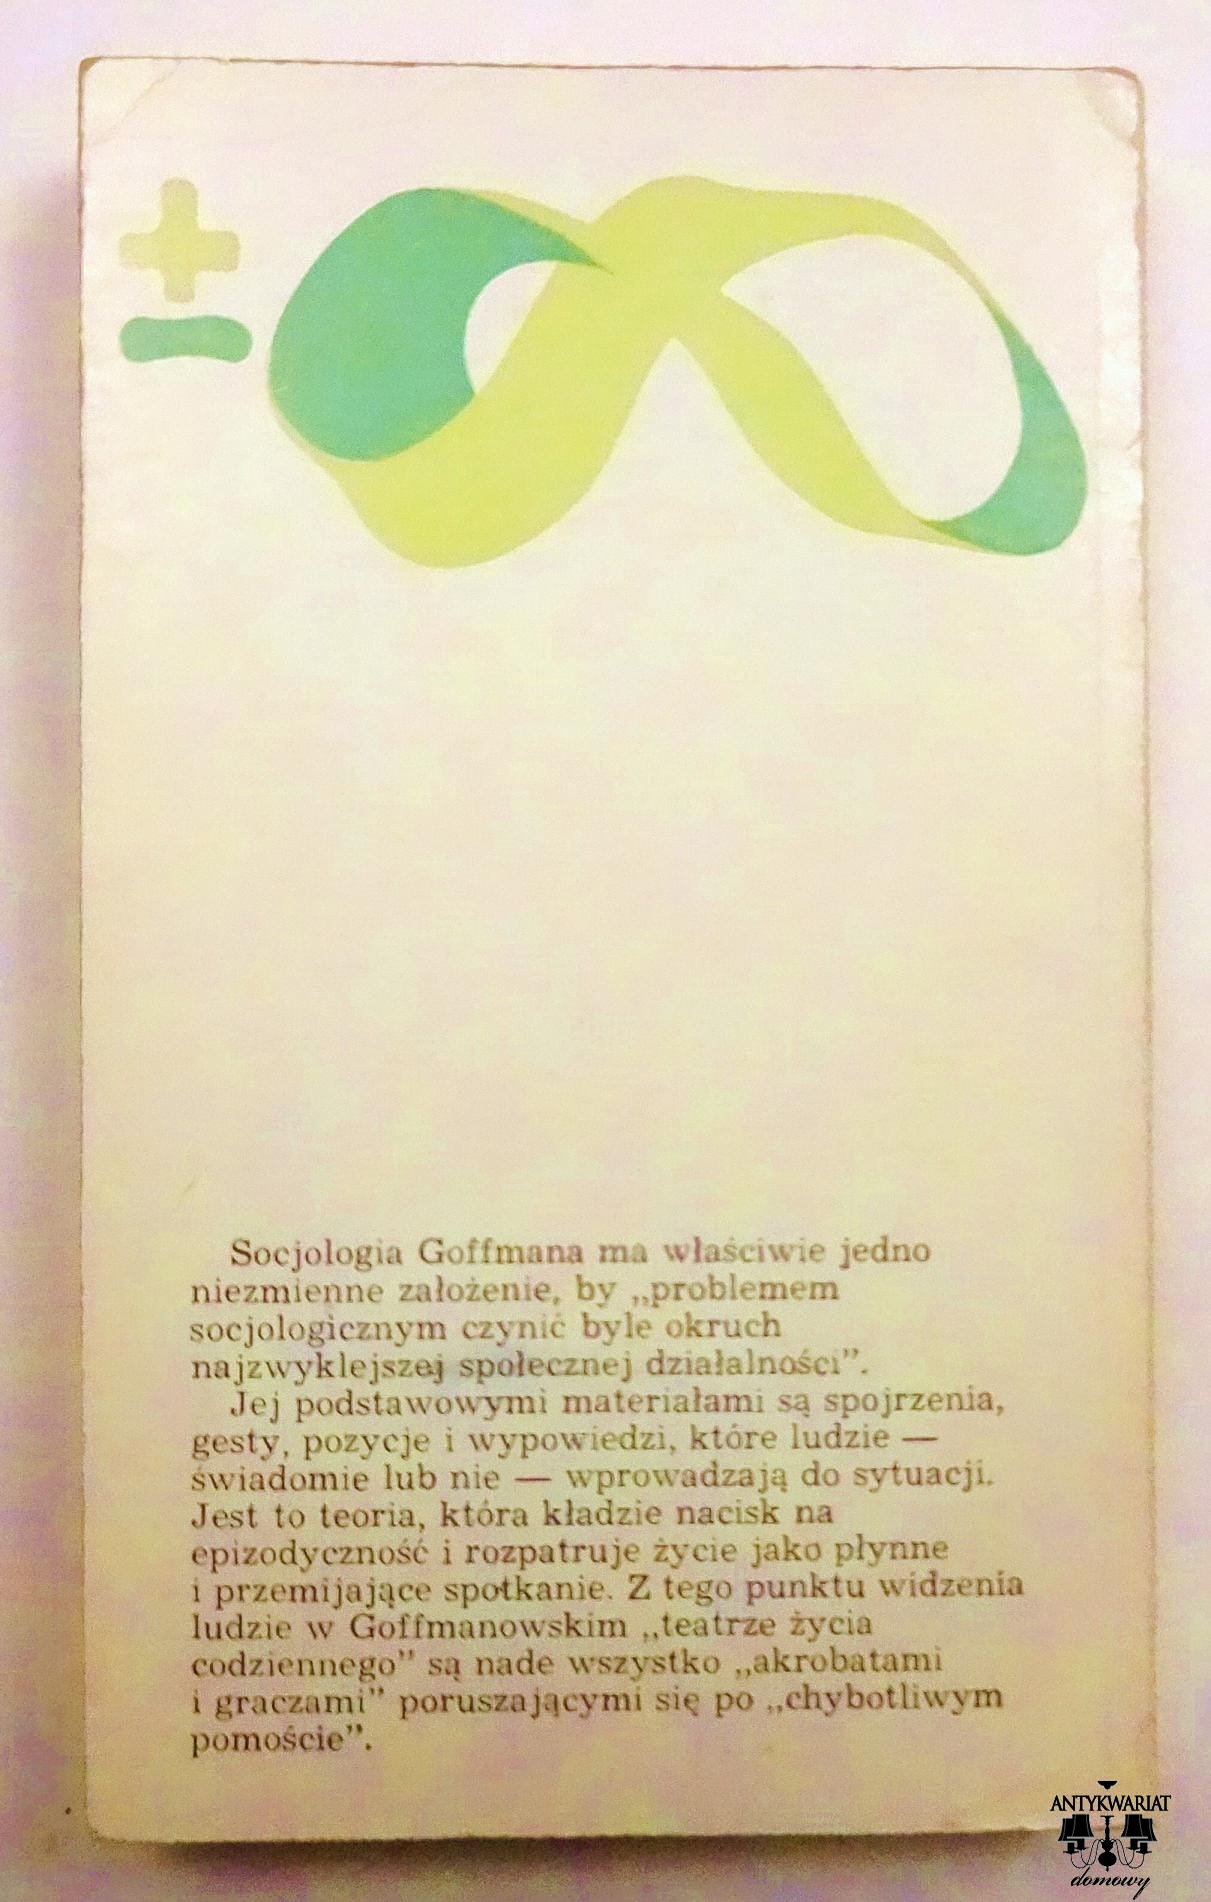 Socjologia Goffmana ma właściwie jedno
niezmienne założenie, by „problemem
socjologicznym czynić byle okruch
najzwyklejszej społecznej działalności”.
Jej podstawowymi materiałami są spojrzenia,
gesty, pozycje i wypowiedzi, które ludzie —
świadomie lub nie — wprowadzają do sytuacji.
Jest to teoria, która kładzie nacisk na
epizodyczność i rozpatruje życie jako płynne
i przemijające spotkanie. Z tego punktu widzenia
ludzie w Goffmanowskim „teatrze życia
codziennego” są nade wszystko „akrobatami
i graczami” poruszającymi się po „chybotliwym
pomoście”.
ANTYKWARIAT
domowy